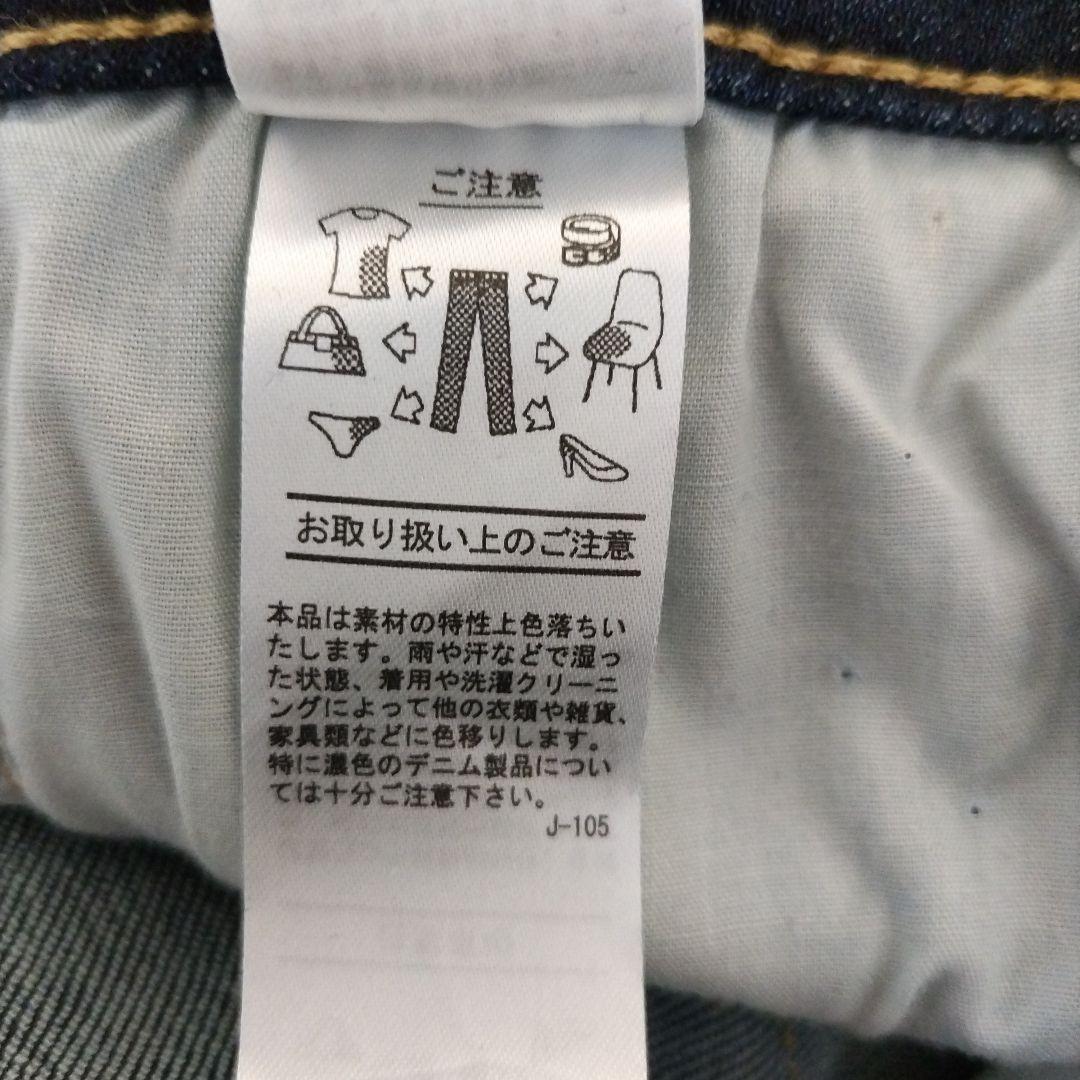 ご注意
お取り扱い上のご注意
本品は素材の特性上色落ちい
たします。雨や汗などで湿っ
た状態、着用や洗濯クリーニ
ングによって他の衣類や雑貨、
家具類などに色移りします。
特に濃色のデニム製品につい
ては十分ご注意下さい。
J-105